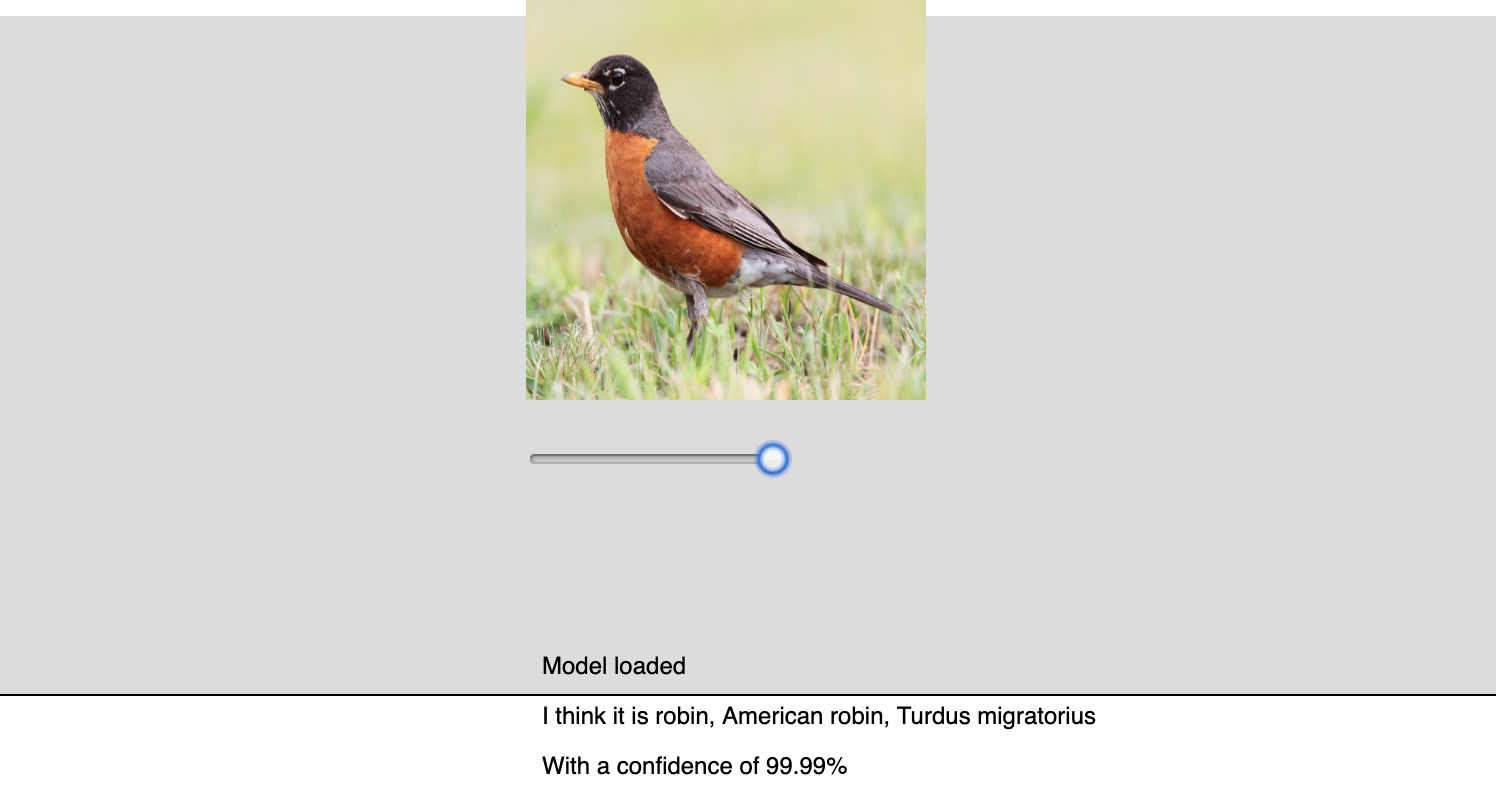 Model loaded
I think it is robin, American robin, Turdus migratorius
With a confidence of 99.99%